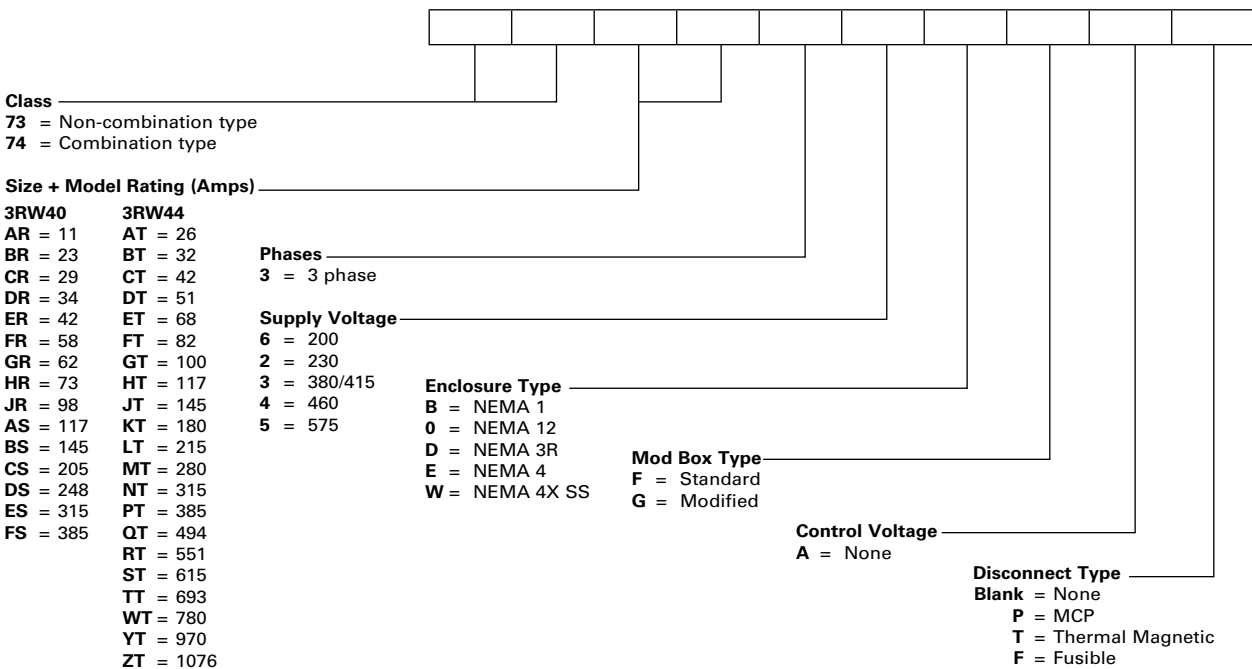 Class
73 = Non-combination type
74 = Combination type
Size + Model Rating (Amps)
3RW40 3RW44
AR = 11 AT = 26
BR = 23 BT = 32
CR = 29 CT = 42
DR = 34 DT = 51
ER = 42 ET = 68
FR = 58 FT = 82
GR = 62 GT = 100
HR = 73 HT = 117
JR = 98 JT = 145
AS = 117 KT = 180
BS = 145 LT = 215
CS = 205 MT = 280
DS = 248 NT = 315
ES = 315 PT = 385
FS = 385 QT = 494
RT = 551
ST = 615
TT = 693
WT = 780
YT = 970
ZT = 1076
Phases
3 = 3 phase
Supply Voltage
6 = 200
2 = 230
3 = 380/415
4 = 460
5 = 575
Enclosure Type
B = NEMA 1
0 = NEMA 12
D = NEMA 3R
E = NEMA 4
W = NEMA 4X SS
Mod Box Type
F = Standard
G = Modified
Control Voltage
A = None
Disconnect Type
Blank = None
P = MCP
T = Thermal Magnetic
F = Fusible